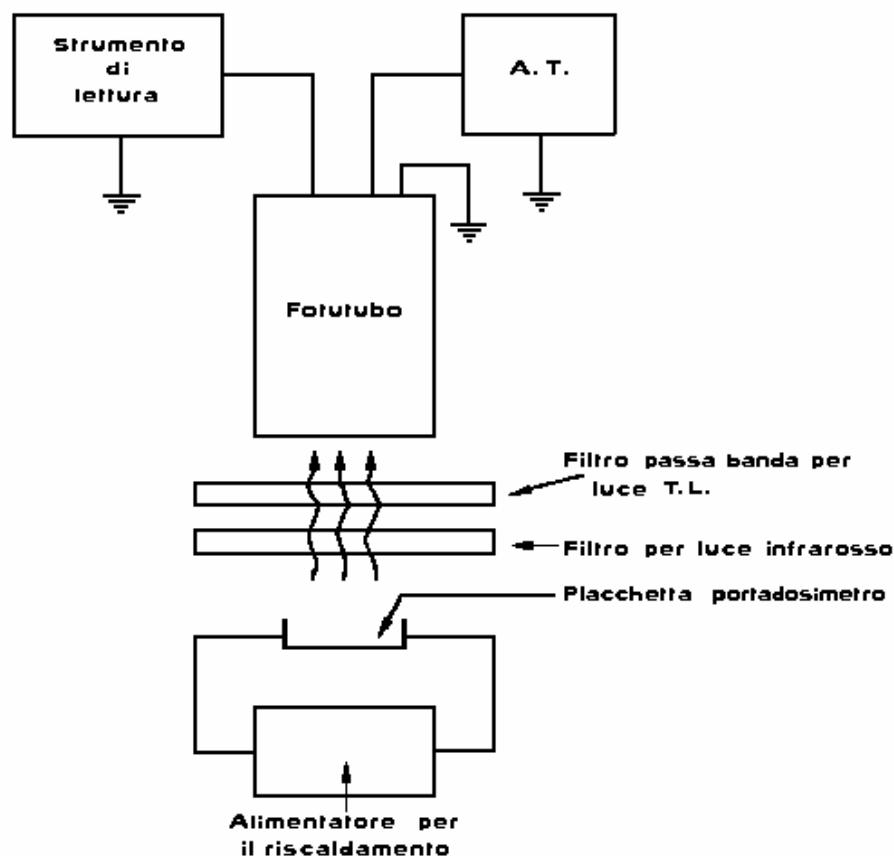 Strumento
di
lettura
A. T.
Fotutubo
Filtro passa banda per
luce T.L.
Filtro per luce infrarosso
Placchetta portadosimetro
Alimentatore per
il riscaldamento